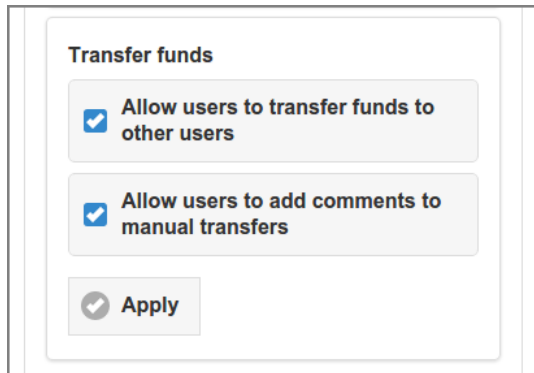 Transfer funds
Allow users to transfer funds to
other users
Allow users to add comments to
manual transfers
Apply